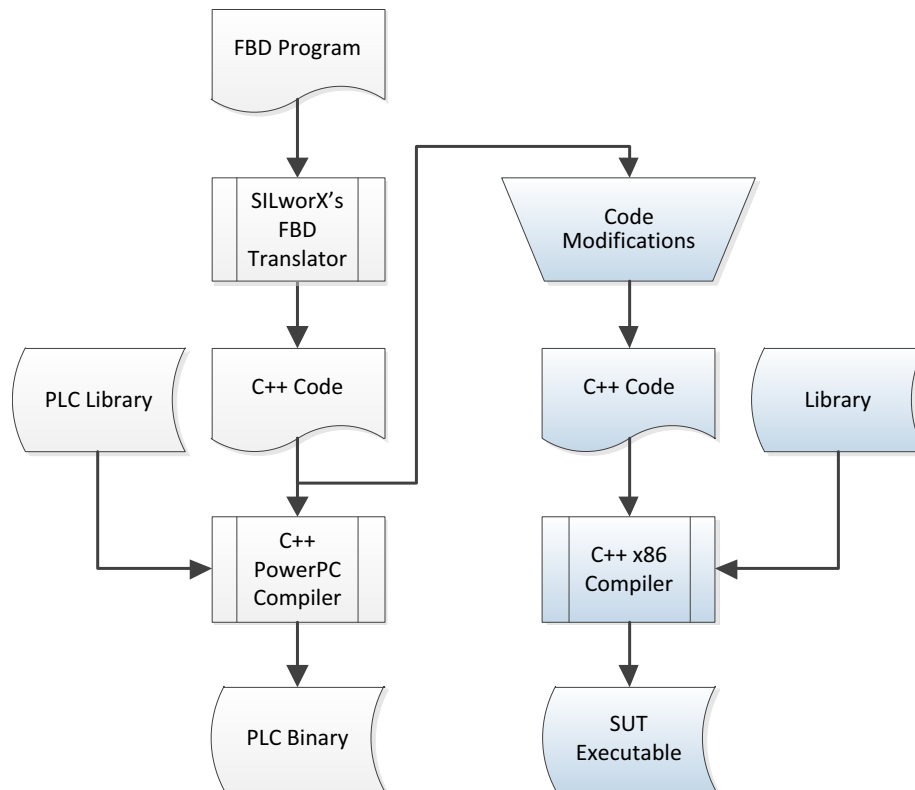 FBD Program
SILworX's
FBD
Translator
Code
Modifications
PLC Library
C++ Code
C++ Code
Library
C++
PowerPC
Compiler
C++ x86
Compiler
PLC Binary
SUT
Executable